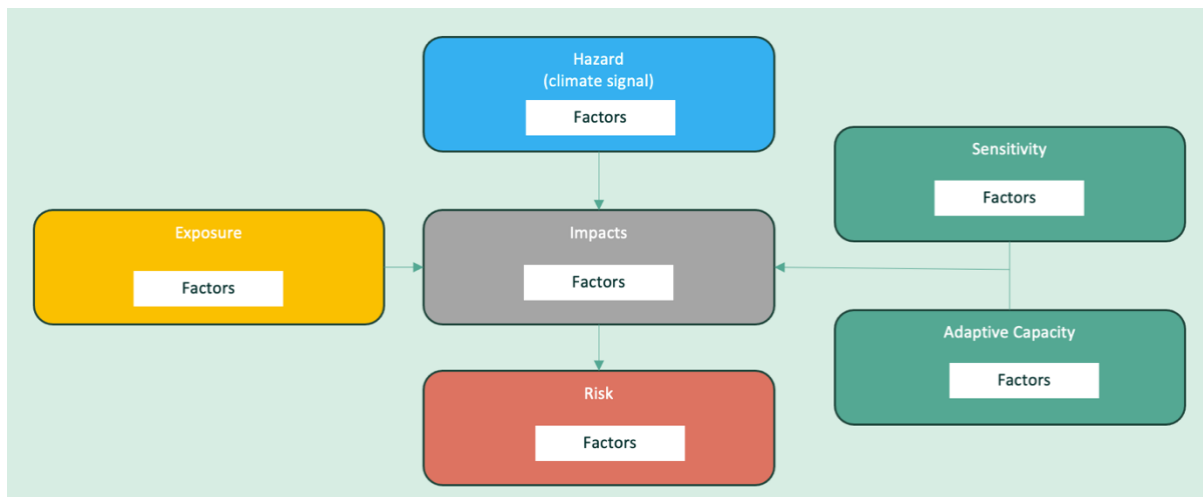 Hazard
(climate signal)
Factors
Sensitivity
Factors
Exposure
Factors
Impacts
Factors
Adaptive Capacity
Factors
Risk
Factors